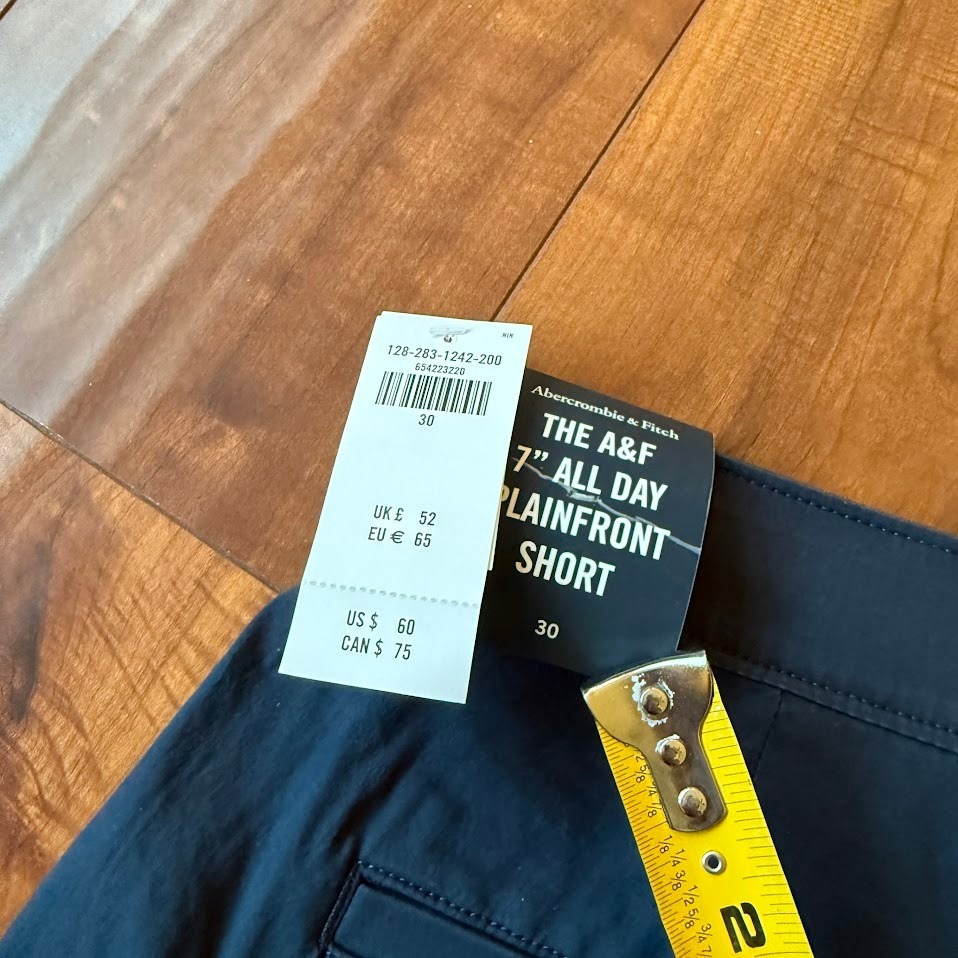 128-283-1242-200
654223220
30
UK £ 52
EU € 65
US $ 60
CAN $ 75
Abercrombie & Fitch
THE A&F
7” ALL DAY
PLAINFRONT
SHORT
30
2